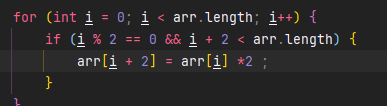 for (int i = 0; i < arr.length; i++) {
    if (i % 2 == 0 && i + 2 < arr.length) {
        arr[i + 2] = arr[i] *2 ;
    }
}